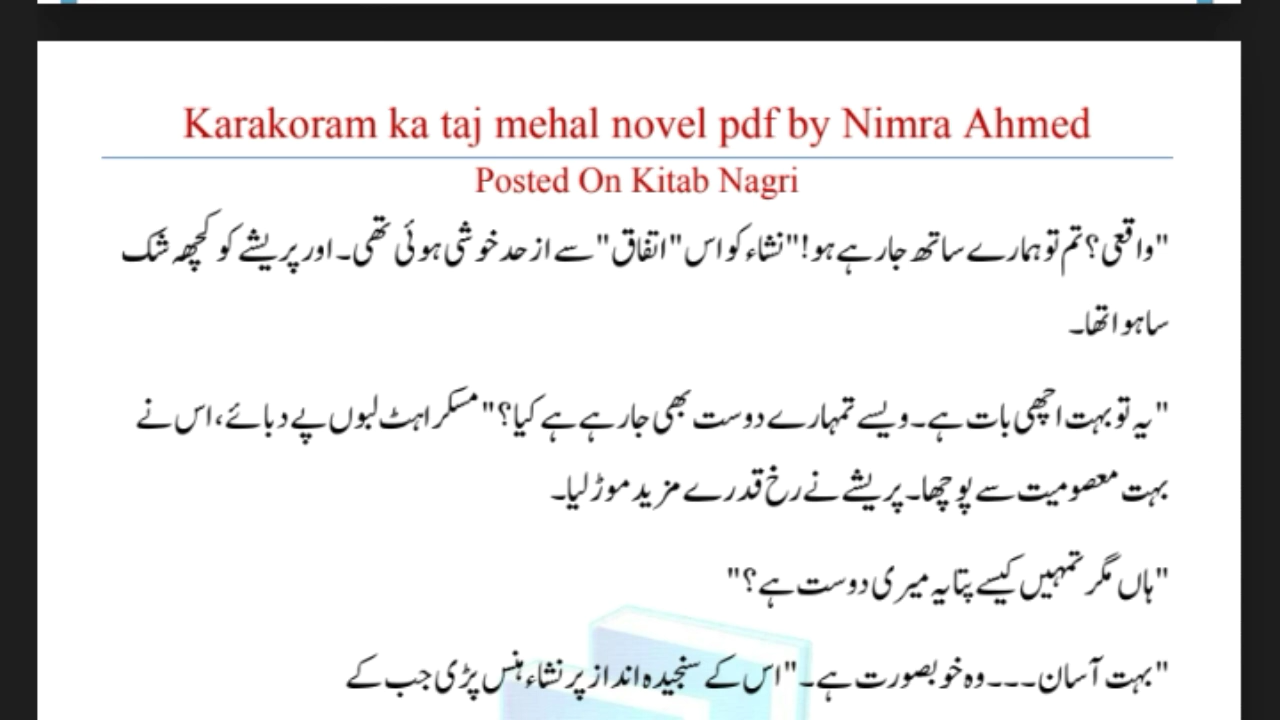 Karakoram ka taj mehal novel pdf by Nimra Ahmed
Posted On Kitab Nagri
"واقعی؟ تم تو ہمارے ساتھ جا رہے ہو!" نشاء کو اس "اتفاق" سے از حد خوشی ہوئی تھی۔ اور پریشے کو کچھ شک
سا ہوا تھا۔
"یہ تو بہت اچھی بات ہے۔ ویسے تمہارے دوست بھی جا رہے ہے کیا؟" مسکراہٹ لبوں پے دبائے، اس نے
بہت معصومیت سے پوچھا۔ پریشے نے رخ قدرے مزید موڑ لیا۔
"ہاں مگر تمہیں کیسے پتا یہ میری دوست ہے؟"
"بہت آسان۔۔۔ وہ خوبصورت ہے۔" اس کے سنجیدہ انداز پر نشاء ہنس پڑی جب کے